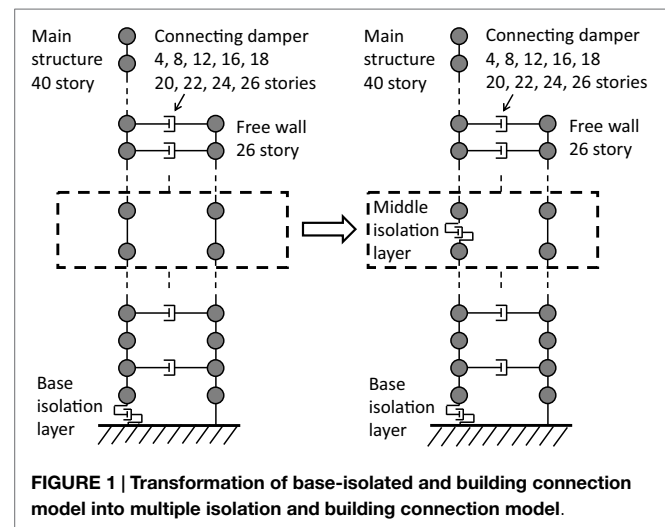 Main
structure
40 story
Connecting damper
4, 8, 12, 16, 18
20, 22, 24, 26 stories
Free wall
26 story
Base
isolation
layer
Main
structure
40 story
Connecting damper
4, 8, 12, 16, 18
20, 22, 24, 26 stories
Free wall
26 story
Middle
isolation
layer
Base
isolation
layer
FIGURE 1 | Transformation of base-isolated and building connection
model into multiple isolation and building connection model.